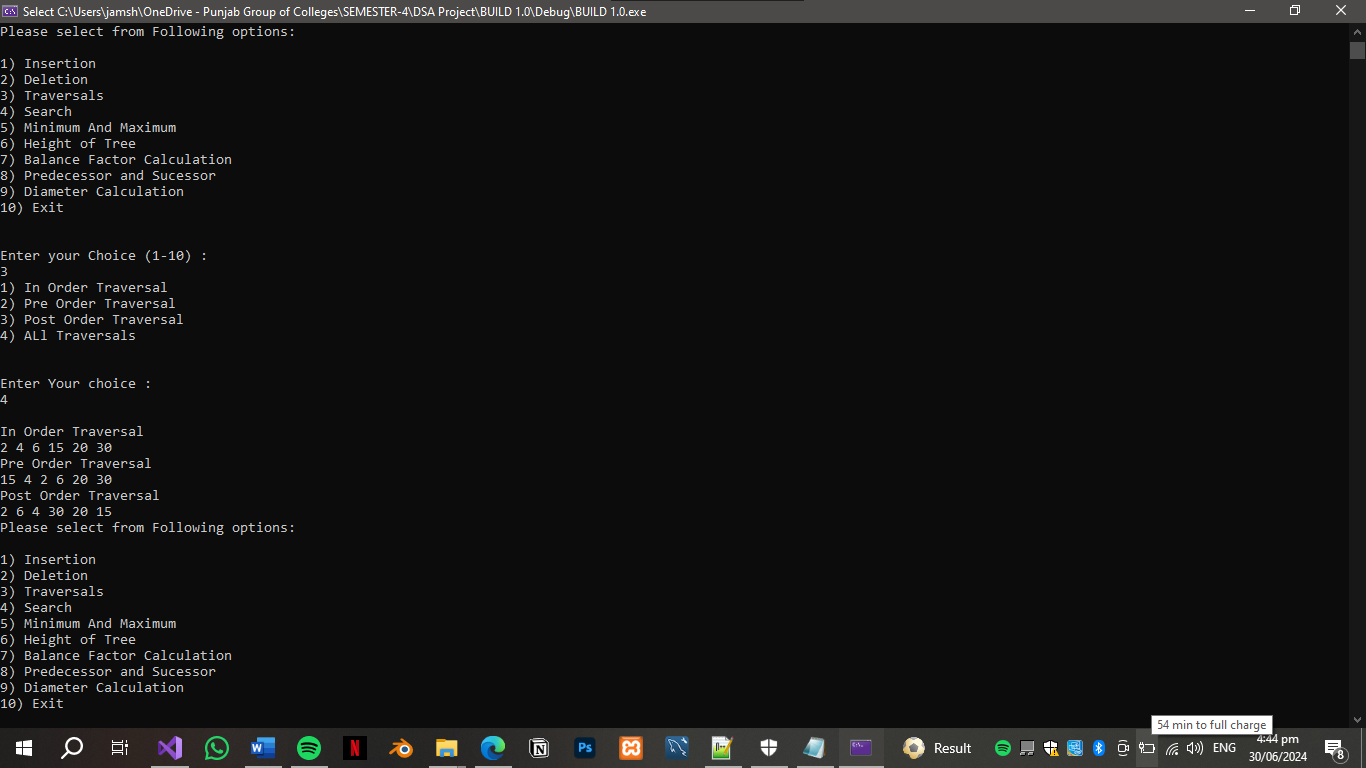 Select C:\Users\jamsh\OneDrive - Punjab Group of Colleges\SEMESTER-4\DSA Project\BUILD 1.0\Debug\BUILD 1.0.exe
Please select from Following options:
1) Insertion
2) Deletion
3) Traversals
4) Search
5) Minimum And Maximum
6) Height of Tree
7) Balance Factor Calculation
8) Predecessor and Sucessor
9) Diameter Calculation
10) Exit
Enter your Choice (1-10) :
3
1) In Order Traversal
2) Pre Order Traversal
3) Post Order Traversal
4) ALl Traversals
Enter Your choice :
4
In Order Traversal
2 4 6 15 20 30
Pre Order Traversal
15 4 2 6 20 30
Post Order Traversal
2 6 4 30 20 15
Please select from Following options:
1) Insertion
2) Deletion
3) Traversals
4) Search
5) Minimum And Maximum
6) Height of Tree
7) Balance Factor Calculation
8) Predecessor and Sucessor
9) Diameter Calculation
10) Exit
54 min to full charge
Result
ENG
4:44 pm
30/06/2024
8